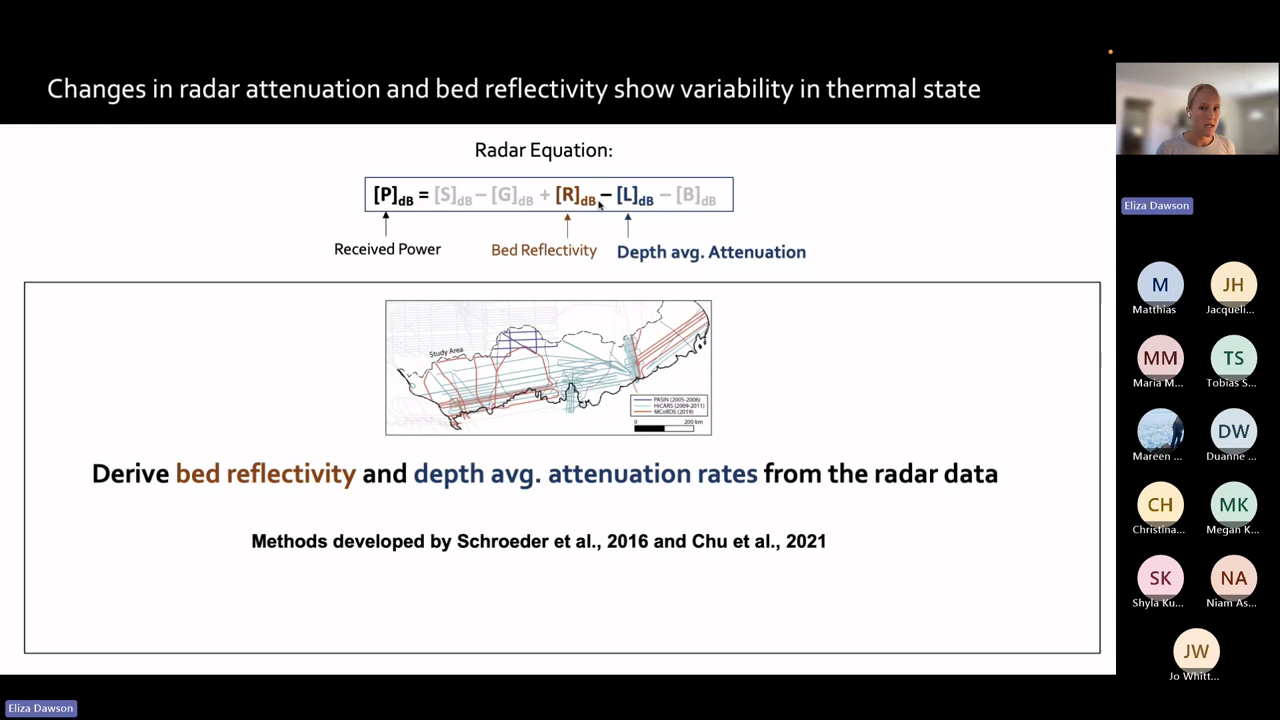 Changes in radar attenuation and bed reflectivity show variability in thermal state
Radar Equation:
[P]dB = [S]dB – [G]dB + [R]dB – [L]dB – [B]dB
Received Power
Bed Reflectivity
Depth avg. Attenuation
Study Area
PASIN (2005-2006)
HiCARS (2009-2011)
MCoRDS (2019)
0 200 km
Derive bed reflectivity and depth avg. attenuation rates from the radar data
Methods developed by Schroeder et al., 2016 and Chu et al., 2021
Eliza Dawson
Eliza Dawson
M
JH
Matthias
Jacqueli...
MM
TS
Maria M...
Tobias S...
DW
Mareen ...
Duanne ...
CH
MK
Christina...
Megan K...
SK
NA
Shyla Ku...
Niam As...
JW
Jo Whitt...